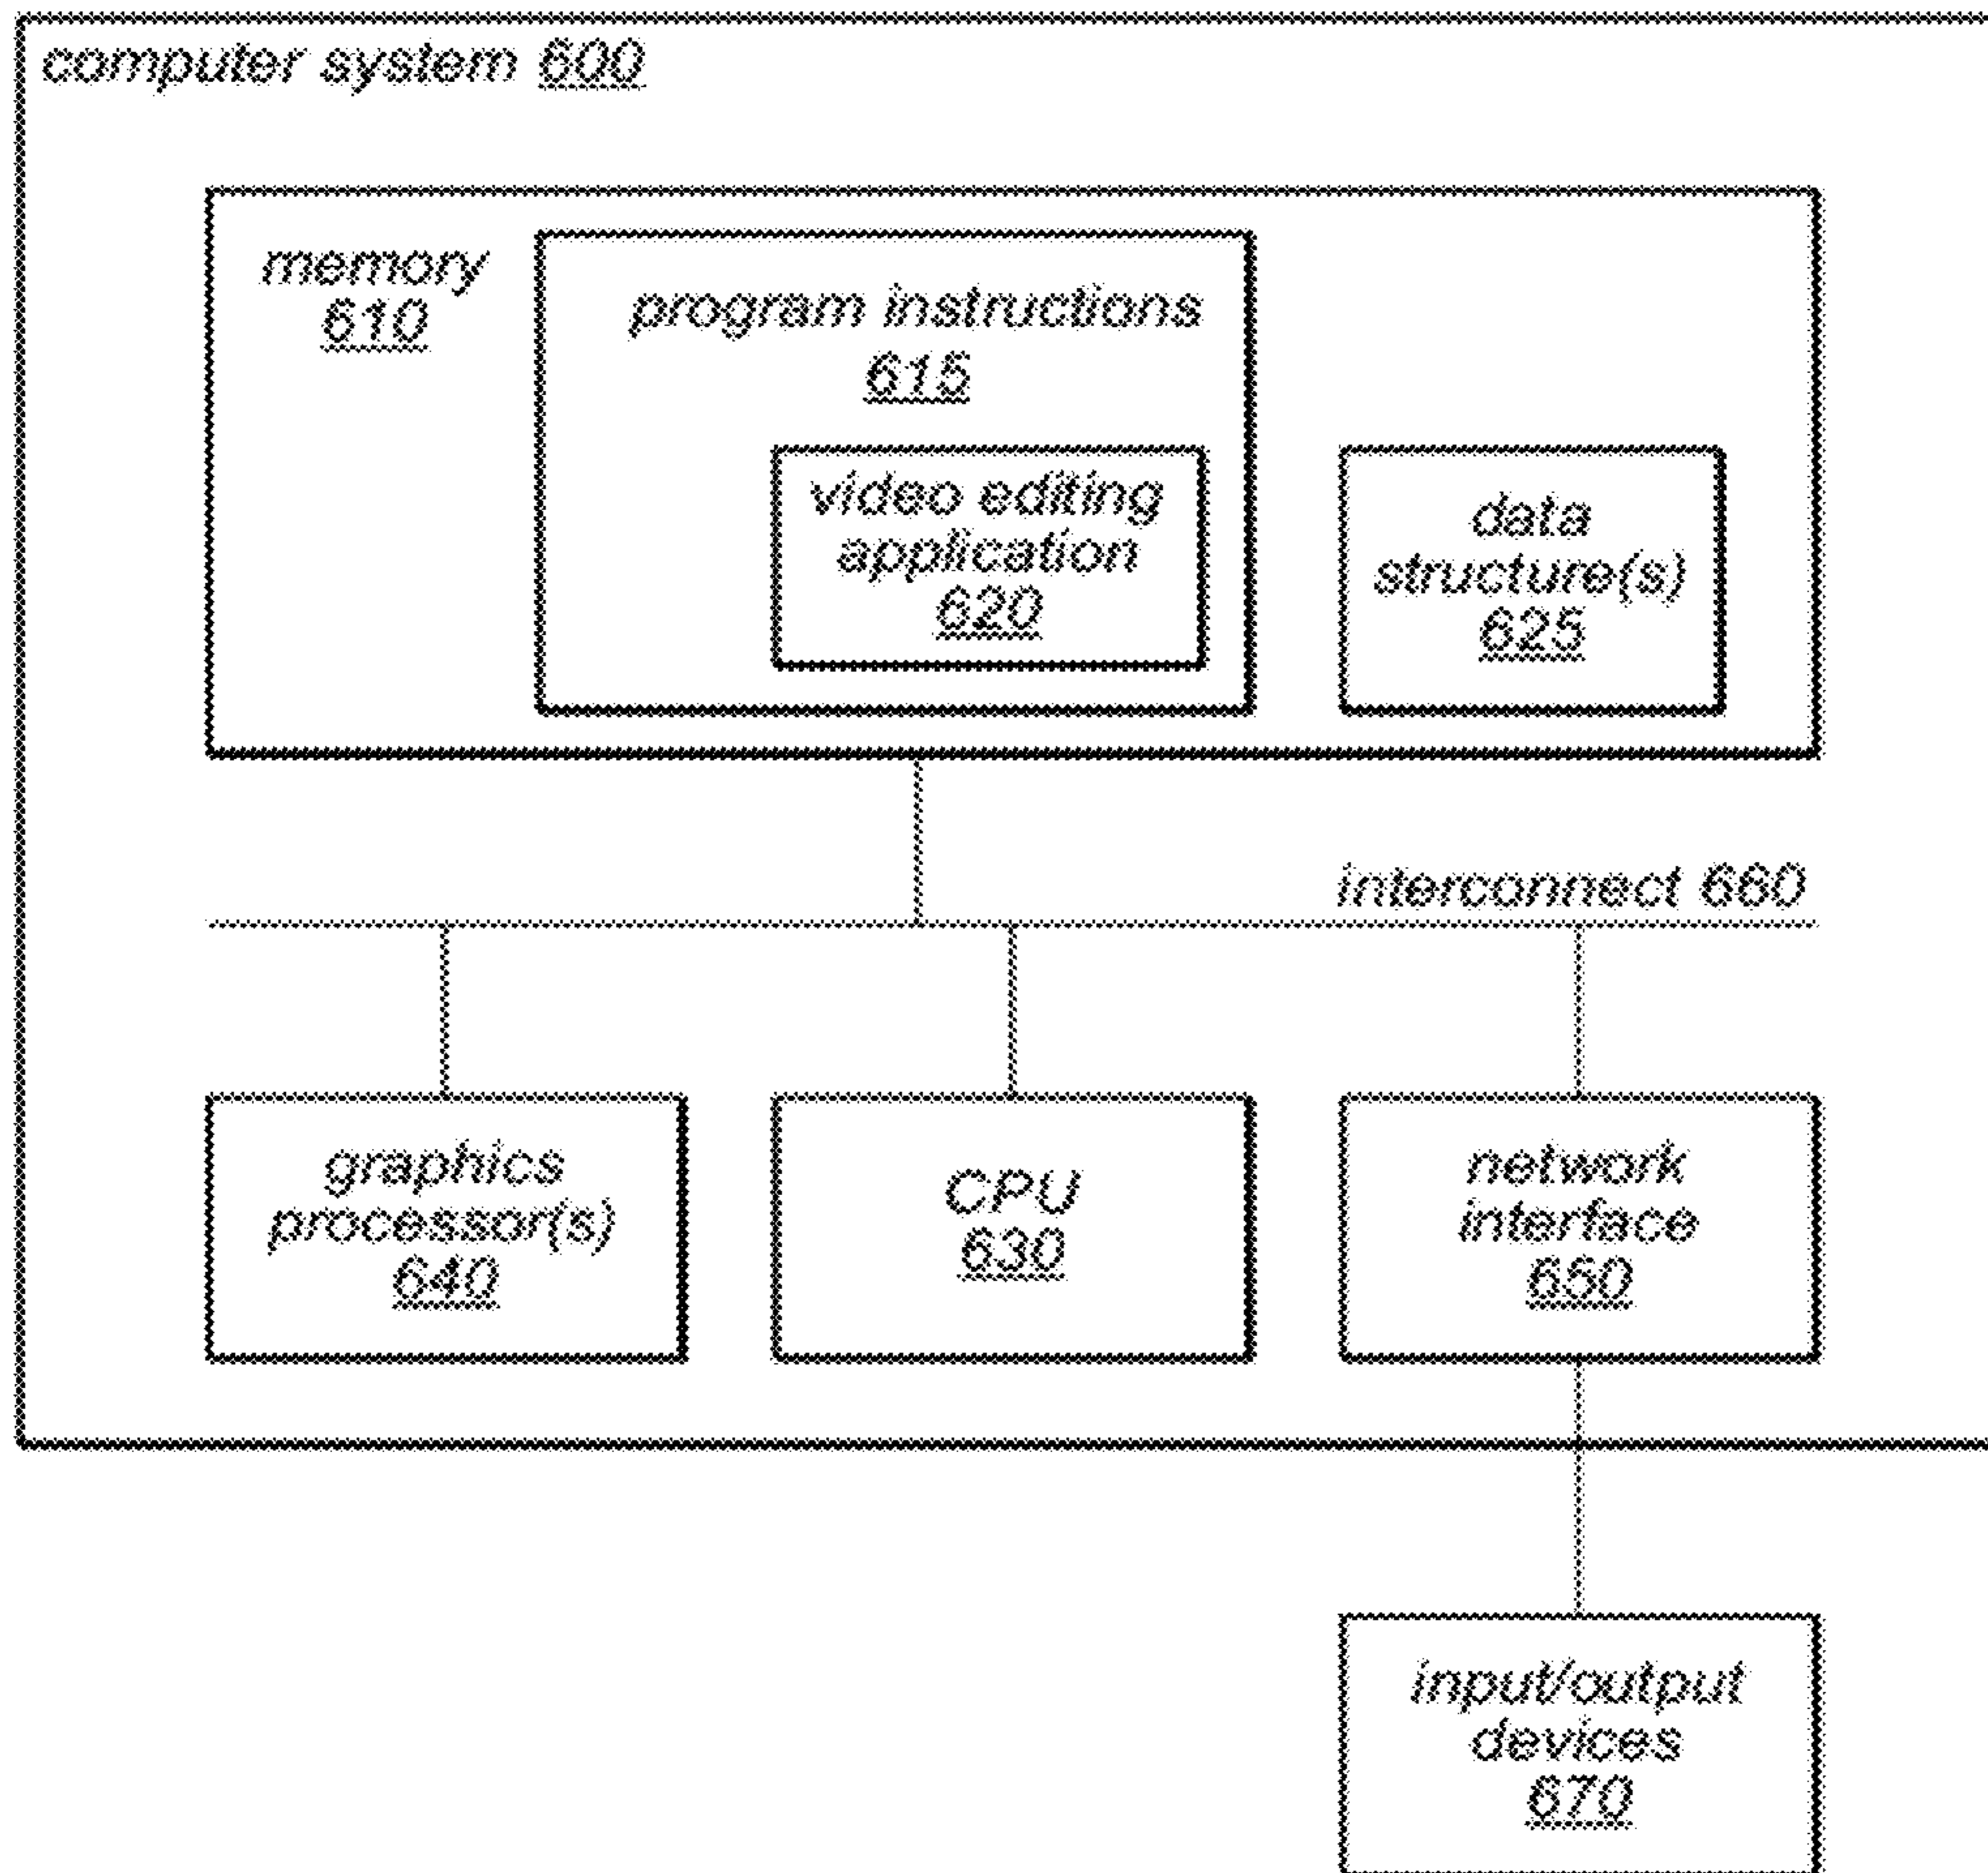 computer system 600
memory
610
program instructions
615
video editing
application
620
data
structure(s)
625
interconnect 660
graphics
processor(s)
640
CPU
630
network
interface
650
input/output
devices
670